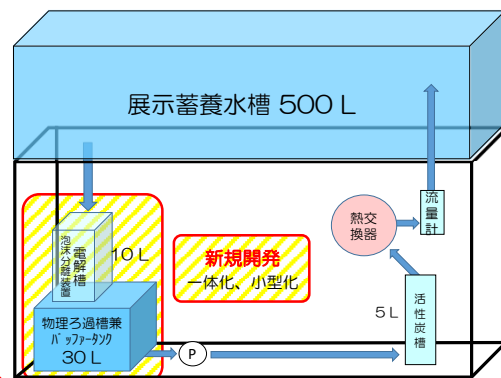 展示蓄養水槽 500 L
泡沫分離装置
電解槽
10 L
新規開発
一体化、小型化
熱交
換器
流量計
物理ろ過槽兼
バッファータンク
30 L
P
5 L
活性炭槽